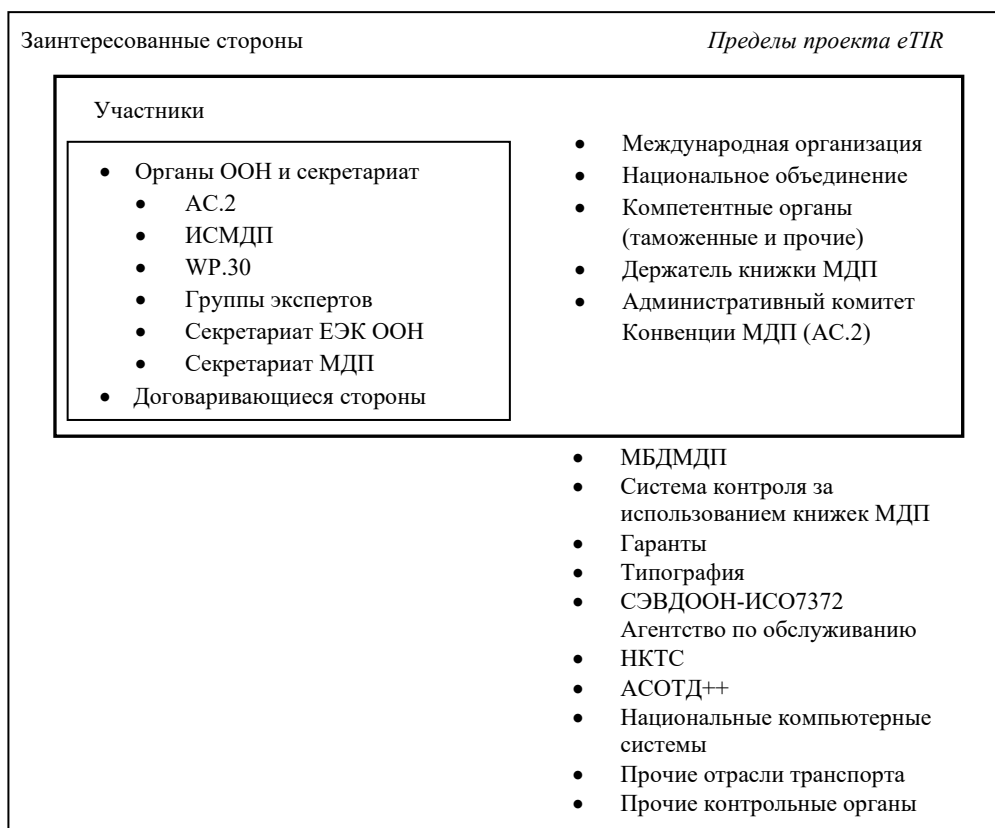 Заинтересованные стороны
Пределы проекта eTIR
Участники
• Органы ООН и секретариат
• АС.2
• ИСМДП
• WP.30
• Группы экспертов
• Секретариат ЕЭК ООН
• Секретариат МДП
• Договаривающиеся стороны
• Международная организация
• Национальное объединение
• Компетентные органы
(таможенные и прочие)
• Держатель книжки МДП
• Административный комитет
Конвенции МДП (АС.2)
• МБДМДП
• Система контроля за
использованием книжек МДП
• Гаранты
• Типография
• СЭВДООН-ИСО7372
Агентство по обслуживанию
• НКТС
• АСОТД++
• Национальные компьютерные
системы
• Прочие отрасли транспорта
• Прочие контрольные органы